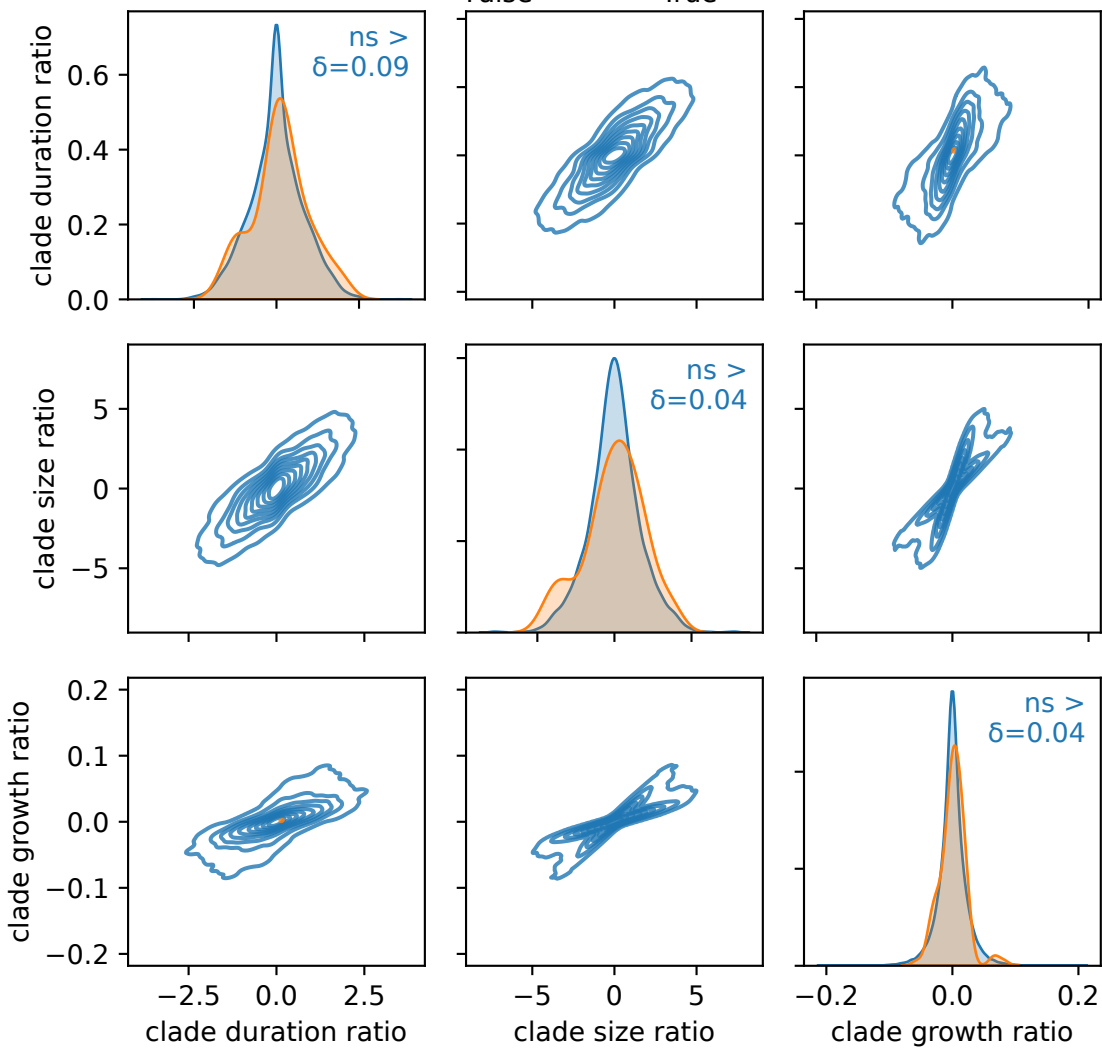 clade duration ratio
0.6
0.4
0.2
0.0
ns >
δ=0.09
clade size ratio
5
0
−5
ns >
δ=0.04
clade growth ratio
0.2
0.1
0.0
−0.1
−0.2
ns >
δ=0.04
−2.5 0.0 2.5
−5 0 5
−0.2 0.0 0.2
clade duration ratio
clade size ratio
clade growth ratio